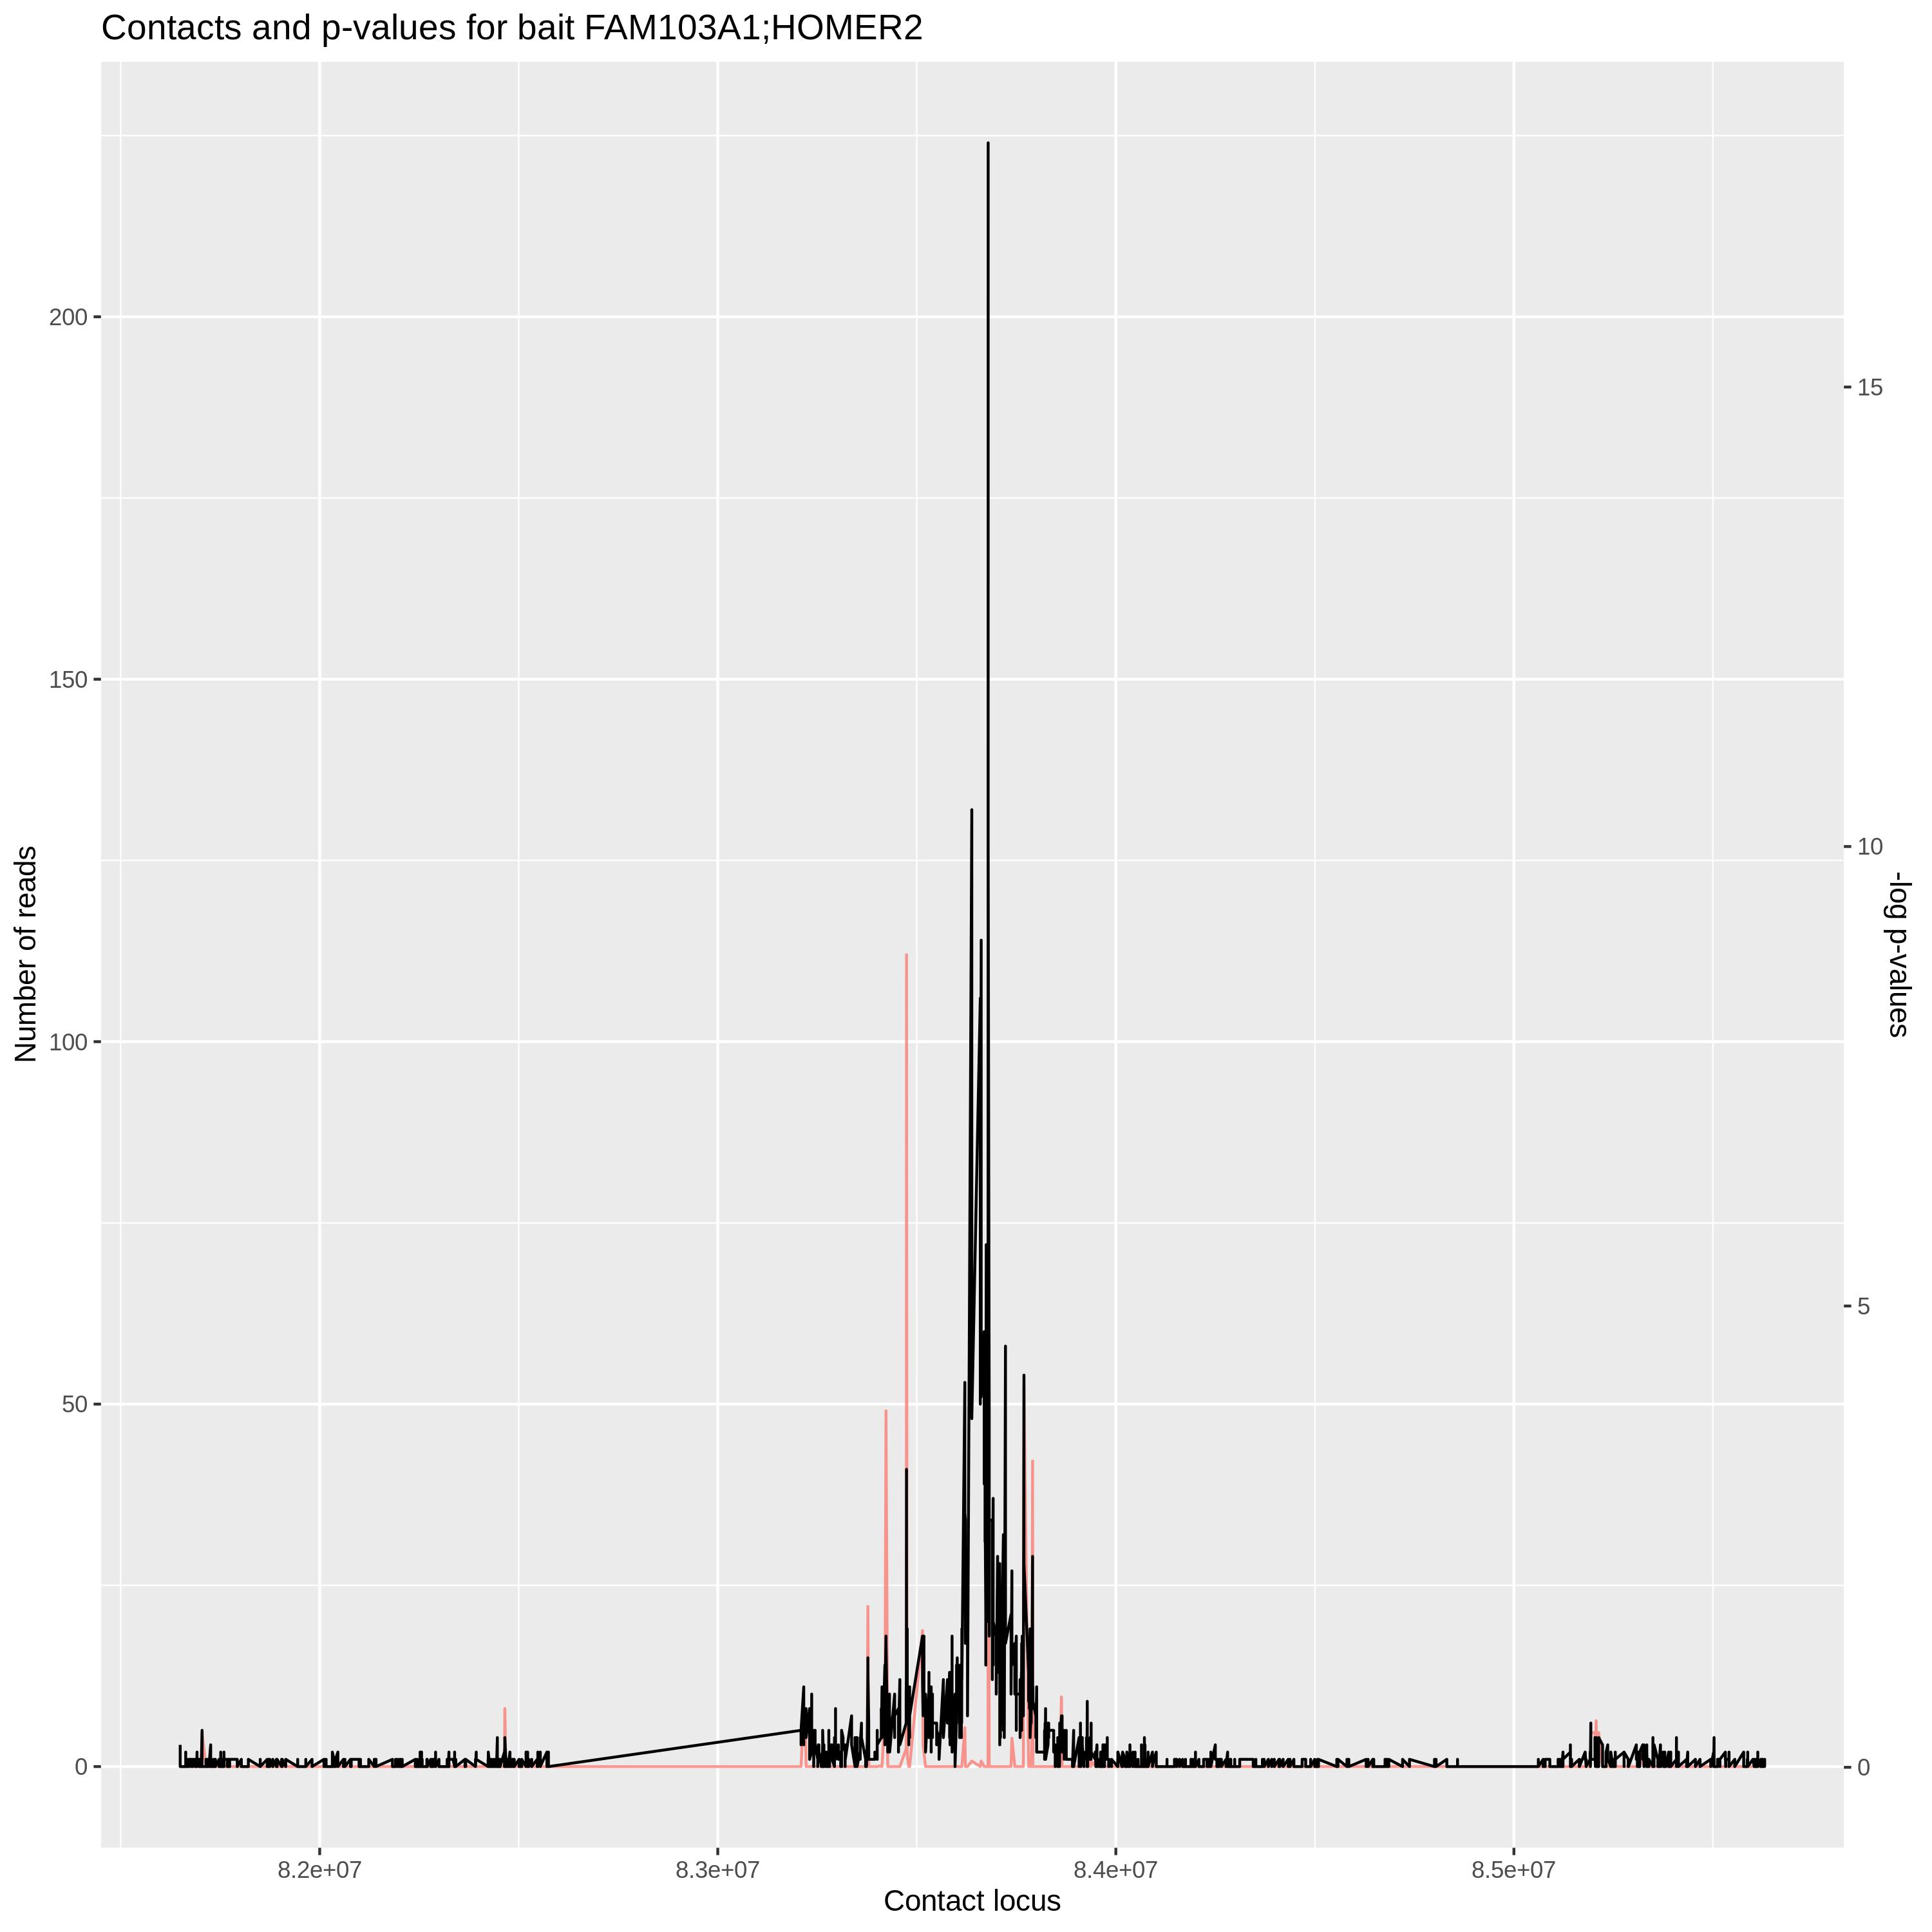 Contacts and p-values for bait FAM103A1;HOMER2
Number of reads
200
150
100
50
0
15
10
5
0
-log p-values
8.2e+07
8.3e+07
8.4e+07
8.5e+07
Contact locus